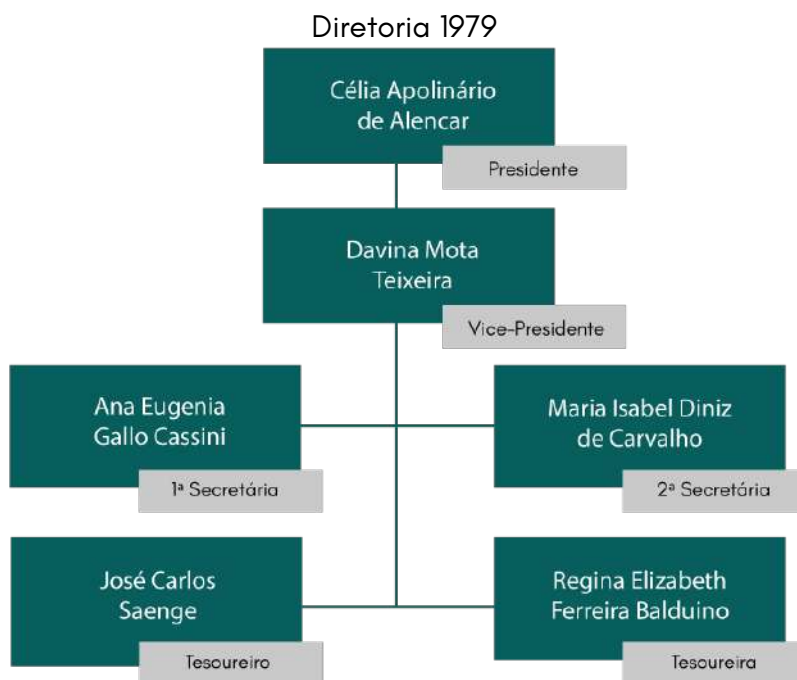 Diretoria 1979
Célia Apolinário
de Alencar
Presidente
Davina Mota
Teixeira
Vice-Presidente
Ana Eugenia
Gallo Cassini
1ª Secretária
Maria Isabel Diniz
de Carvalho
2ª Secretária
José Carlos
Saenge
Tesoureiro
Regina Elizabeth
Ferreira Balduino
Tesoureira